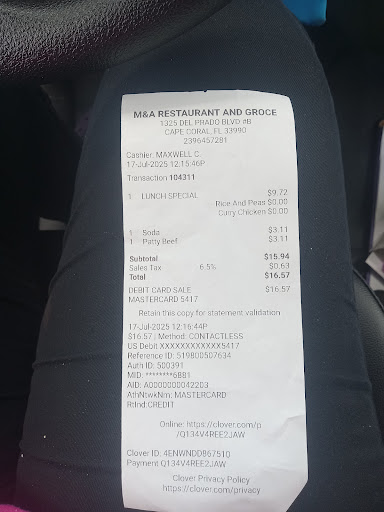 M&A RESTAURANT AND GROCE
1325 DEL PRADO BLVD #B
CAPE CORAL, FL 33990
2396457281
Cashier: MAXWELL C.
17-Jul-2025 12:15:46P
Transaction 104311
1 LUNCH SPECIAL $9.72
Rice And Peas $0.00
Curry Chicken $0.00
1 Soda $3.11
1 Patty Beef $3.11
Subtotal $15.94
Sales Tax 6.5% $0.63
Total $16.57
DEBIT CARD SALE $16.57
MASTERCARD 5417
Retain this copy for statement validation
17-Jul-2025 12:16:44P
$16.57 | Method: CONTACTLESS
US Debit XXXXXXXXXXXX5417
Reference ID: 519800507634
Auth ID: 500391
MID: ********6881
AID: A0000000042203
AthNtwkNm: MASTERCARD
RtInd:CREDIT
Online: https://clover.com/p
/Q134V4REE2JAW
Clover ID: 4ENWNDD867510
Payment Q134V4REE2JAW
Clover Privacy Policy
https://clover.com/privacy